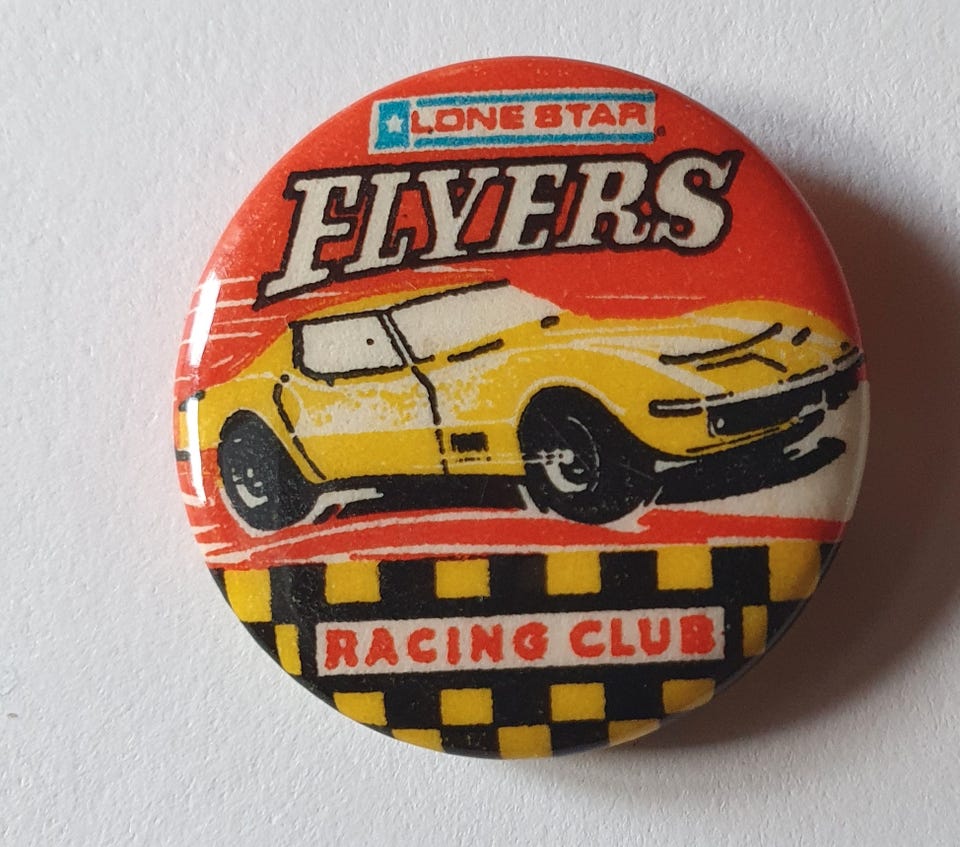 LONE STAR
FLYERS
RACING CLUB